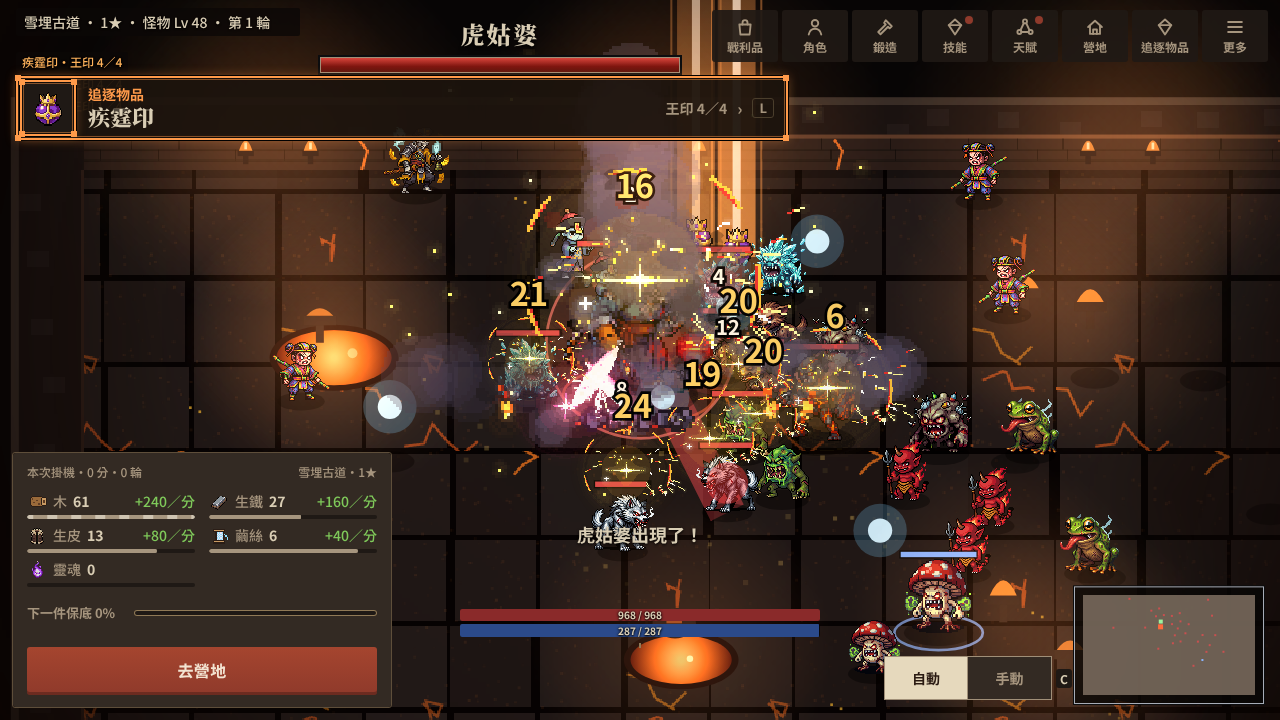 雪埋古道 · 1★ · 怪物 Lv 48 · 第 1 輪
虎姑婆
戰利品
角色
鍛造
技能
天賦
營地
追逐物品
更多
疾霆印 · 王印 4／4
追逐物品
疾霆印
王印 4／4 ›
L
16
21
4
20
12
6
20
19
8
24
虎姑婆出現了！
本次掛機 · 0 分 · 0 輪
雪埋古道 · 1★
木 61 +240／分
生鐵 27 +160／分
生皮 13 +80／分
繭絲 6 +40／分
靈魂 0
下一件保底 0%
去營地
968 / 968
287 / 287
自動
手動
C